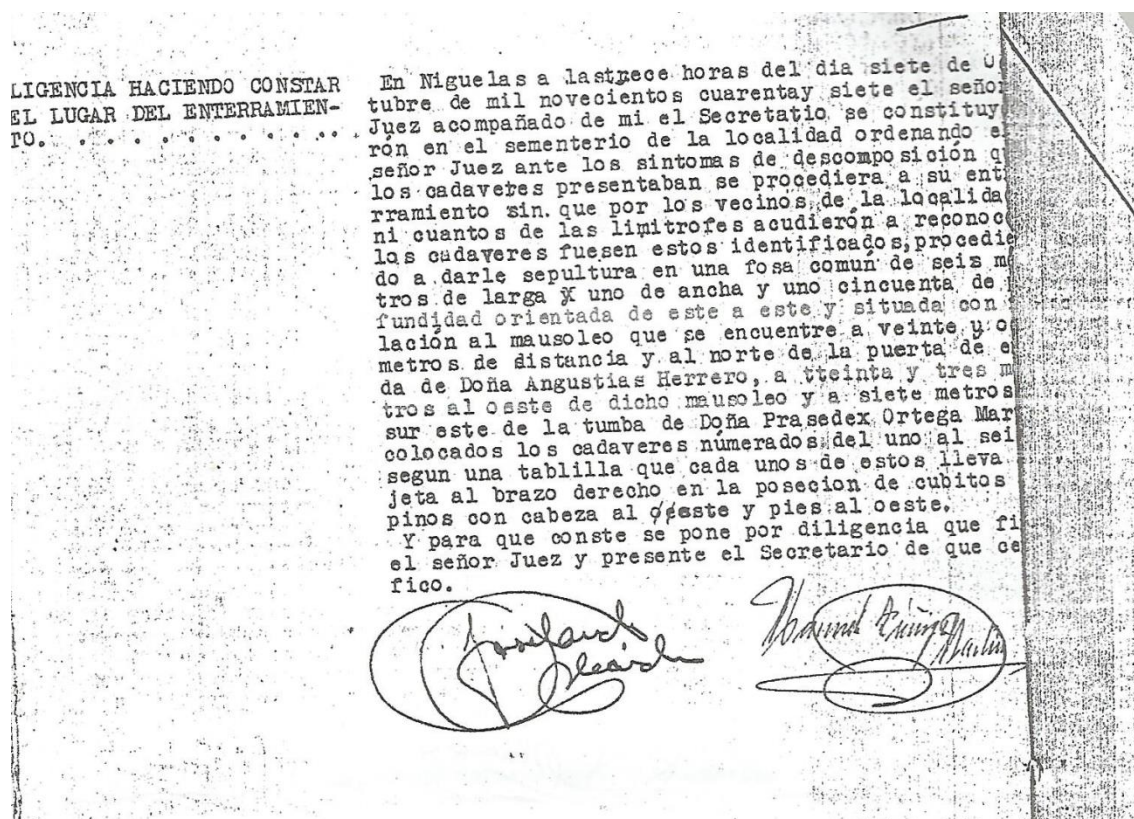 LIGENCIA HACIENDO CONSTAR
EL LUGAR DEL ENTERRAMIEN-
TO. . . . . . . . . . .
En Niguelas a lastrece horas del dia siete de Oc
tubre de mil novecientos cuarentay siete el señor
Juez acompañado de mi el Secretatio se constituy
rón en el sementerio de la localidad ordenando e
señor Juez ante los sintomas de descomposición q
los cadaveres presentaban se procediera a su ent
rramiento sin. que por los vecinos de la localida
ni cuantos de las limitrofes acudierón a reconoc
los cadaveres fuesen estos identificados, procedie
do a darle sepultura en una fosa común de seis m
tros de larga y uno de ancha y uno cincuenta de
fundidad orientada de este a este y situada con
lación al mausoleo que se encuentre a veinte y o
metros de distancia y al norte de la puerta de e
da de Doña Angustias Herrero, a tteinta y tres m
tros al oeste de dicho mausoleo y a siete metros
sur este de la tumba de Doña Prasedex Ortega Mar
colocados los cadaveres númerados del uno al sei
segun una tablilla que cada unos de estos lleva
jeta al brazo derecho en la posecion de cubitos
pinos con cabeza al oeste y pies al oeste.
Y para que conste se pone por diligencia que fi
el señor Juez y presente el Secretario de que ce
fico.
Manuel Zúñiga
Martin